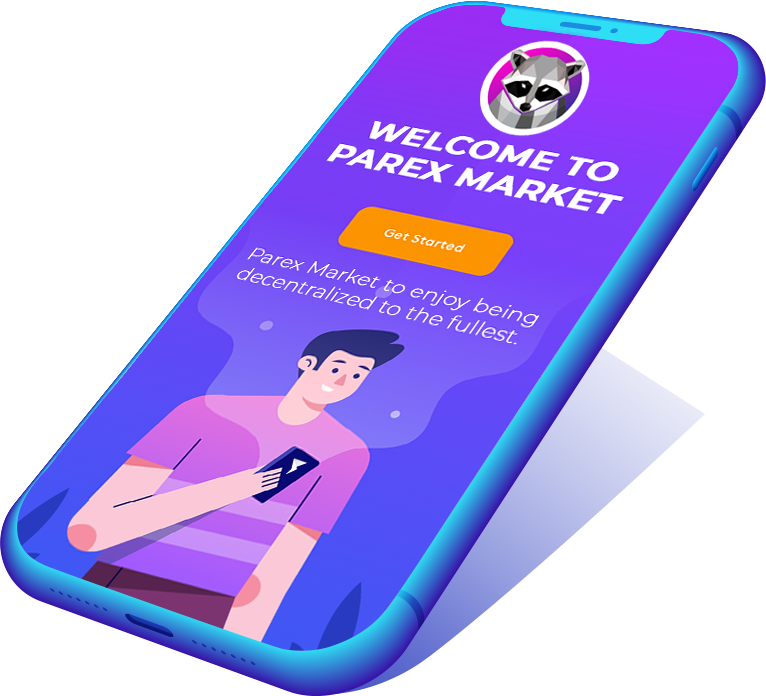 WELCOME TO
PAREX MARKET
Get Started
Parex Market to enjoy being
decentralized to the fullest.